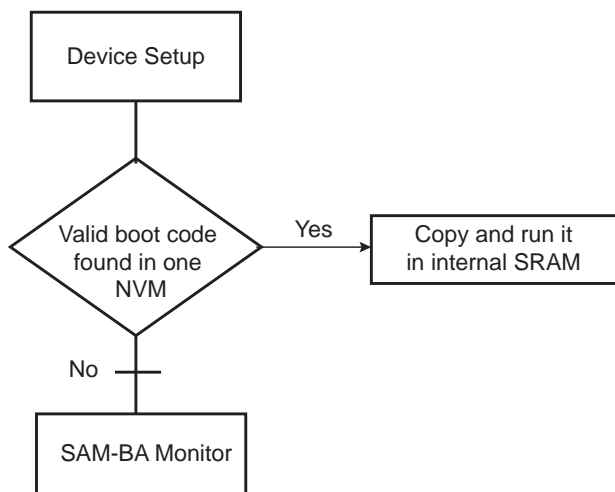 Device Setup
Valid boot code
found in one
NVM
Yes
Copy and run it
in internal SRAM
No
SAM-BA Monitor